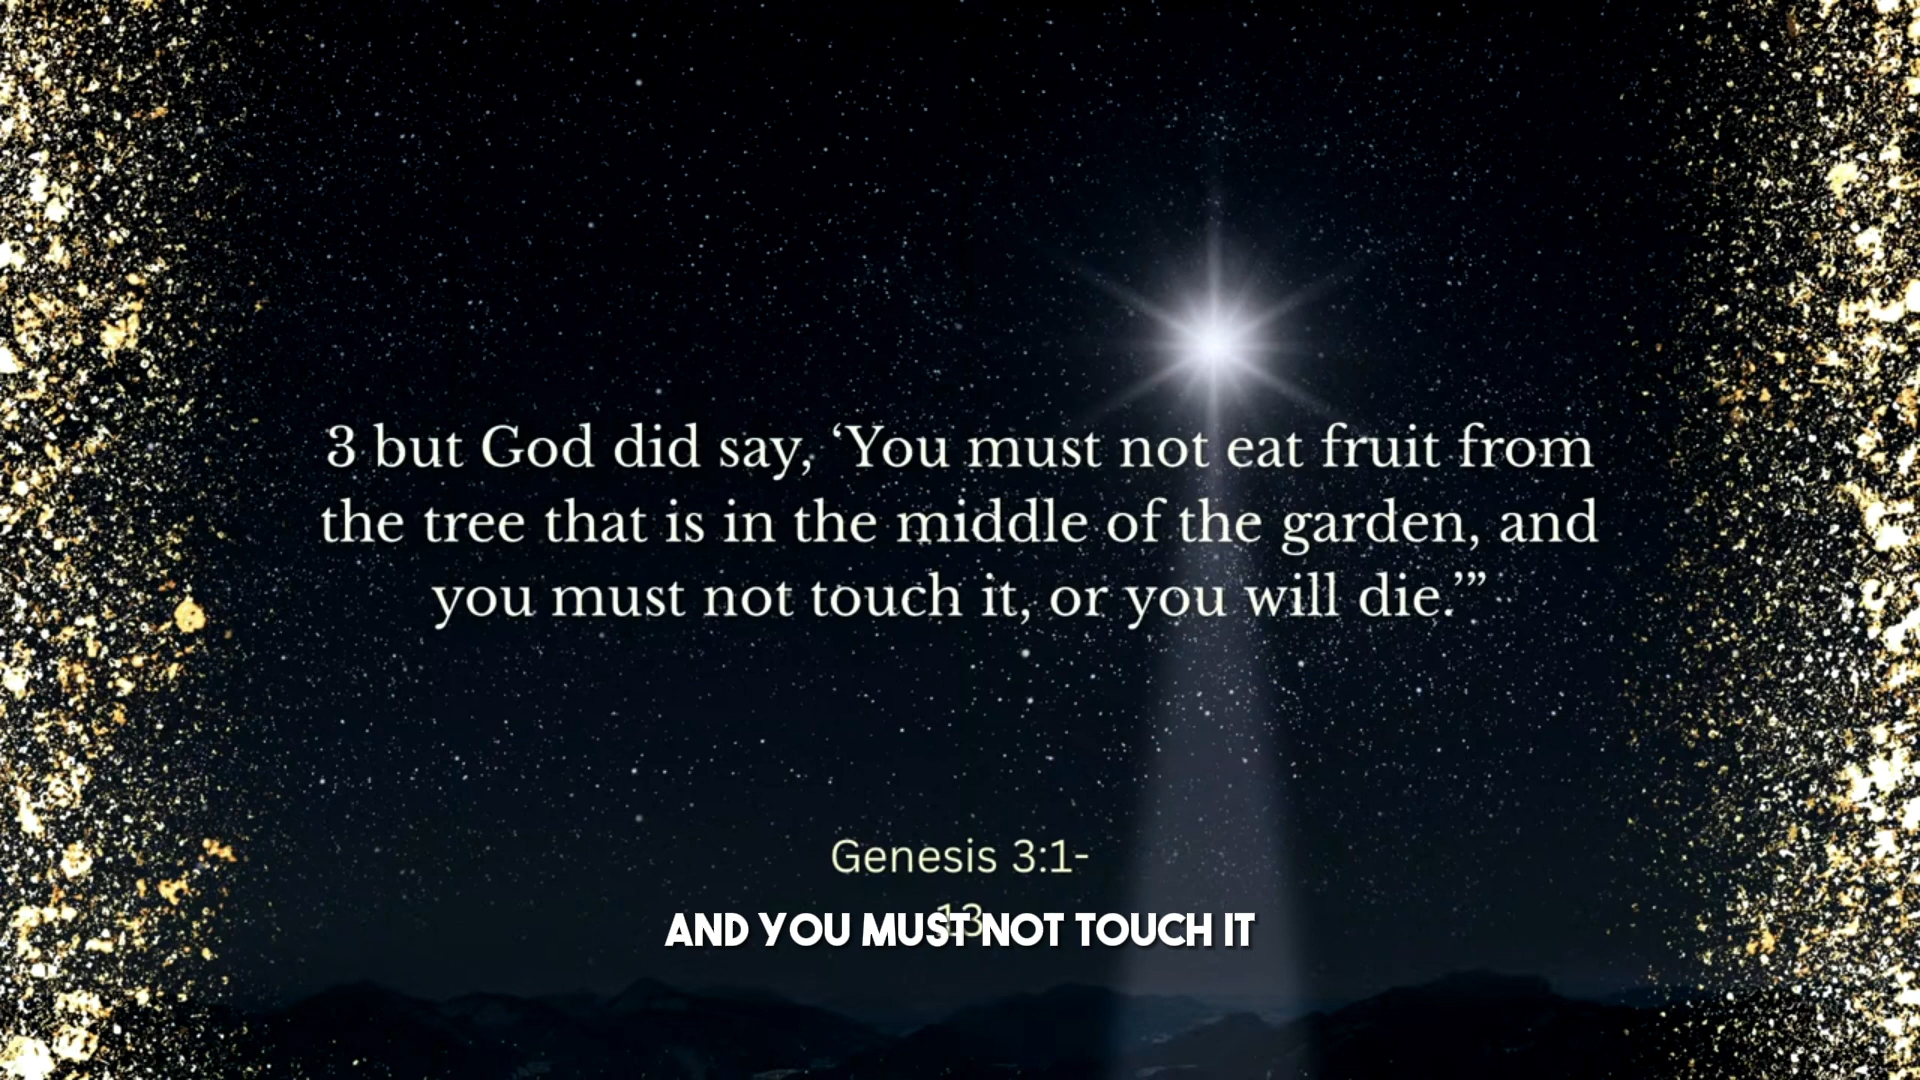 3 but God did say, ‘You must not eat fruit from
the tree that is in the middle of the garden, and
you must not touch it, or you will die.’”
Genesis 3:1-
13
AND YOU MUST NOT TOUCH IT